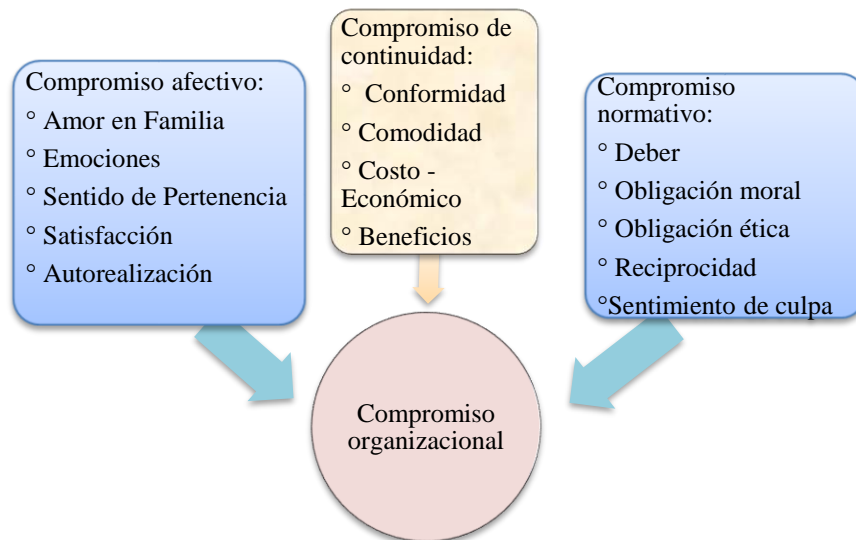 Compromiso afectivo:
° Amor en Familia
° Emociones
° Sentido de Pertenencia
° Satisfacción
° Autorealización
Compromiso de
continuidad:
° Conformidad
° Comodidad
° Costo -
Económico
° Beneficios
Compromiso
normativo:
° Deber
° Obligación moral
° Obligación ética
° Reciprocidad
°Sentimiento de culpa
Compromiso
organizacional